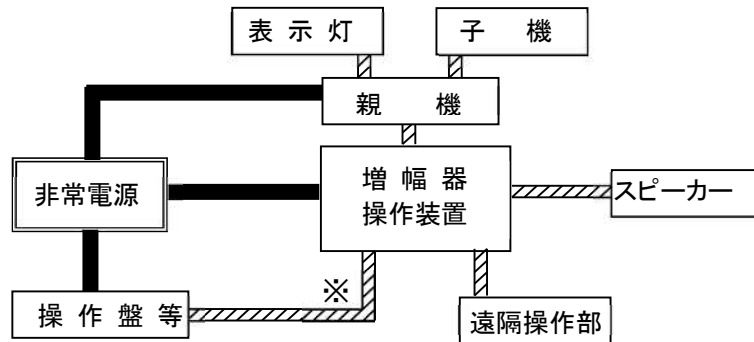 表示灯
子機
親機
増幅器
操作装置
非常電源
スピーカー
※
操作盤等
遠隔操作部